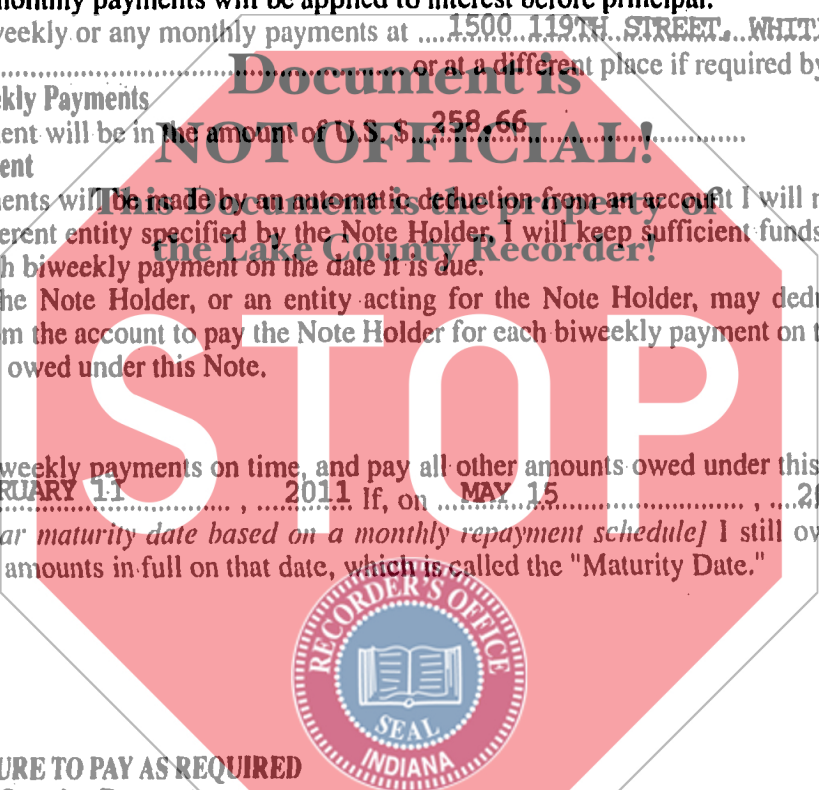 monthly payments will be applied to interest before principal.
weekly or any monthly payments at ....1500 119TH STREET, WHIT
or at a different place if required by
Document is
kly Payments
ent will be in the amount of U.S. $...258.66
NOT OFFICIAL!
ent
ents will be made by an automatic deduction from an account I will
This Document is the property of
erent entity specified by the Note Holder. I will keep sufficient funds
the Lake County Recorder!
h biweekly payment on the date it is due.
he Note Holder, or an entity acting for the Note Holder, may dedu
m the account to pay the Note Holder for each biweekly payment on
owed under this Note.
STOP
weekly payments on time, and pay all other amounts owed under this
RUARY 11 , 2011 If, on MAY 15 , 2
ar maturity date based on a monthly repayment schedule] I still ow
amounts in full on that date, which is called the "Maturity Date."
RECORDER'S OFFICE
SEAL
INDIANA
URE TO PAY AS REQUIRED